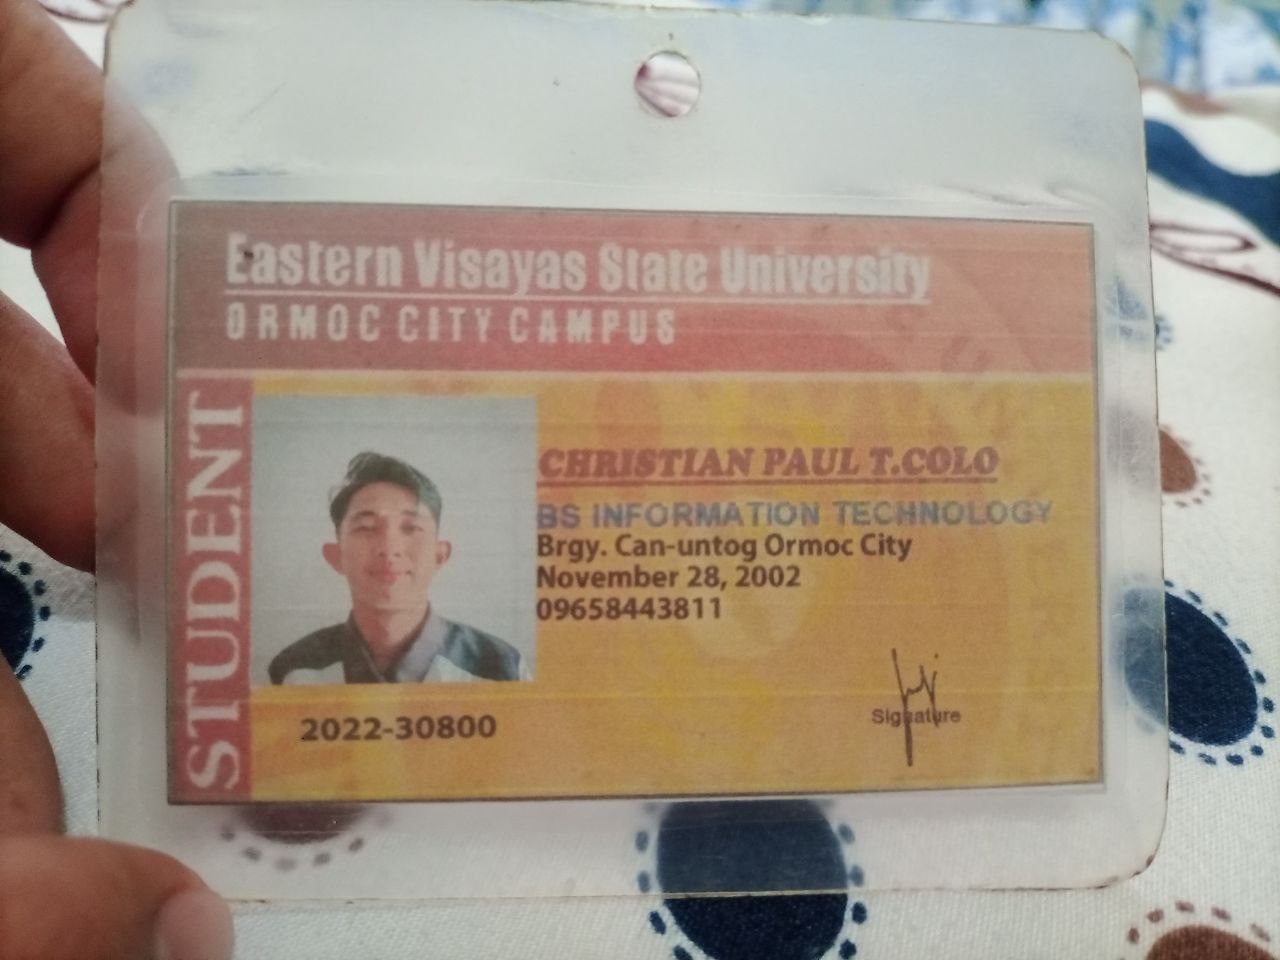 Eastern Visayas State University
ORMOC CITY CAMPUS
STUDENT
CHRISTIAN PAUL T.COLO
BS INFORMATION TECHNOLOGY
Brgy. Can-untog Ormoc City
November 28, 2002
09658443811
2022-30800
Signature